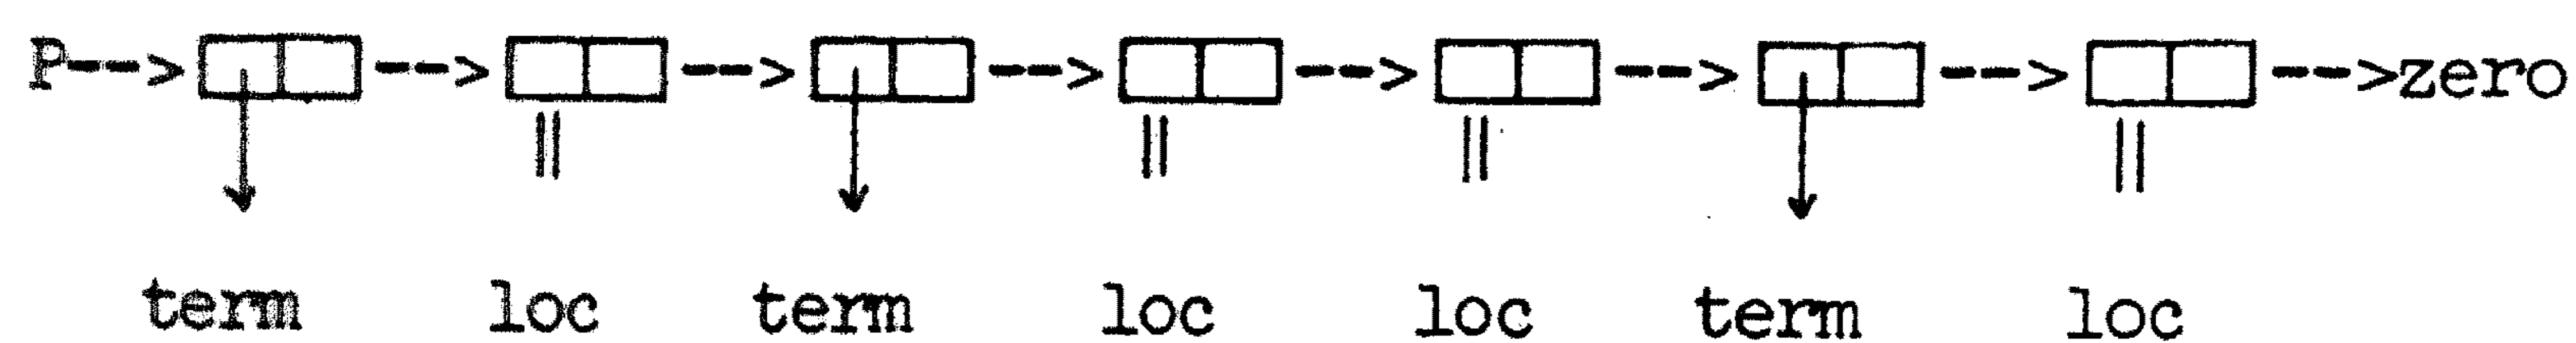 P-->   -->   -->   -->   -->   -->   -->zero
term   loc   term   loc   loc   term   loc